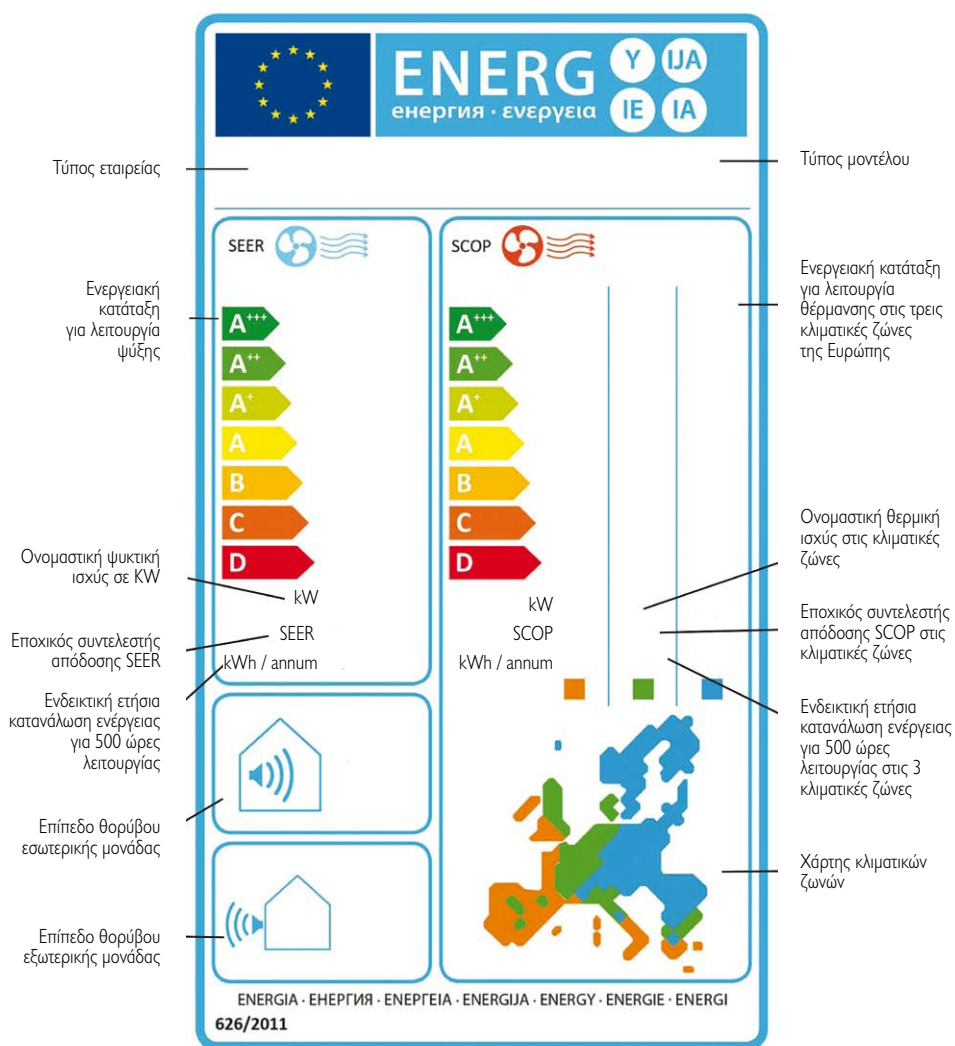 ENERG
енергия · ενεργεια
Y IJA
IE IA
Τύπος εταιρείας
Τύπος μοντέλου
SEER
SCOP
Ενεργειακή
κατάταξη
για λειτουργία
ψύξης
Ενεργειακή κατάταξη
για λειτουργία
θέρμανσης στις τρεις
κλιματικές ζώνες
της Ευρώπης
A+++
A++
A+
A
B
C
D
A+++
A++
A+
A
B
C
D
Ονομαστική ψυκτική
ισχύς σε KW
kW
SEER
kWh / annum
Εποχικός συντελεστής
απόδοσης SEER
Ενδεικτική ετήσια
κατανάλωση ενέργειας
για 500 ώρες
λειτουργίας
kW
SCOP
kWh / annum
Ονομαστική θερμική
ισχύς στις κλιματικές
ζώνες
Εποχικός συντελεστής
απόδοσης SCOP στις
κλιματικές ζώνες
Ενδεικτική ετήσια
κατανάλωση ενέργειας
για 500 ώρες
λειτουργίας στις 3
κλιματικές ζώνες
Επίπεδο θορύβου
εσωτερικής μονάδας
Χάρτης κλιματικών
ζωνών
Επίπεδο θορύβου
εξωτερικής μονάδας
ENERGIA · ЕНЕРГИЯ · ΕΝΕΡΓΕΙΑ · ENERGIJA · ENERGY · ENERGIE · ENERGI
626/2011